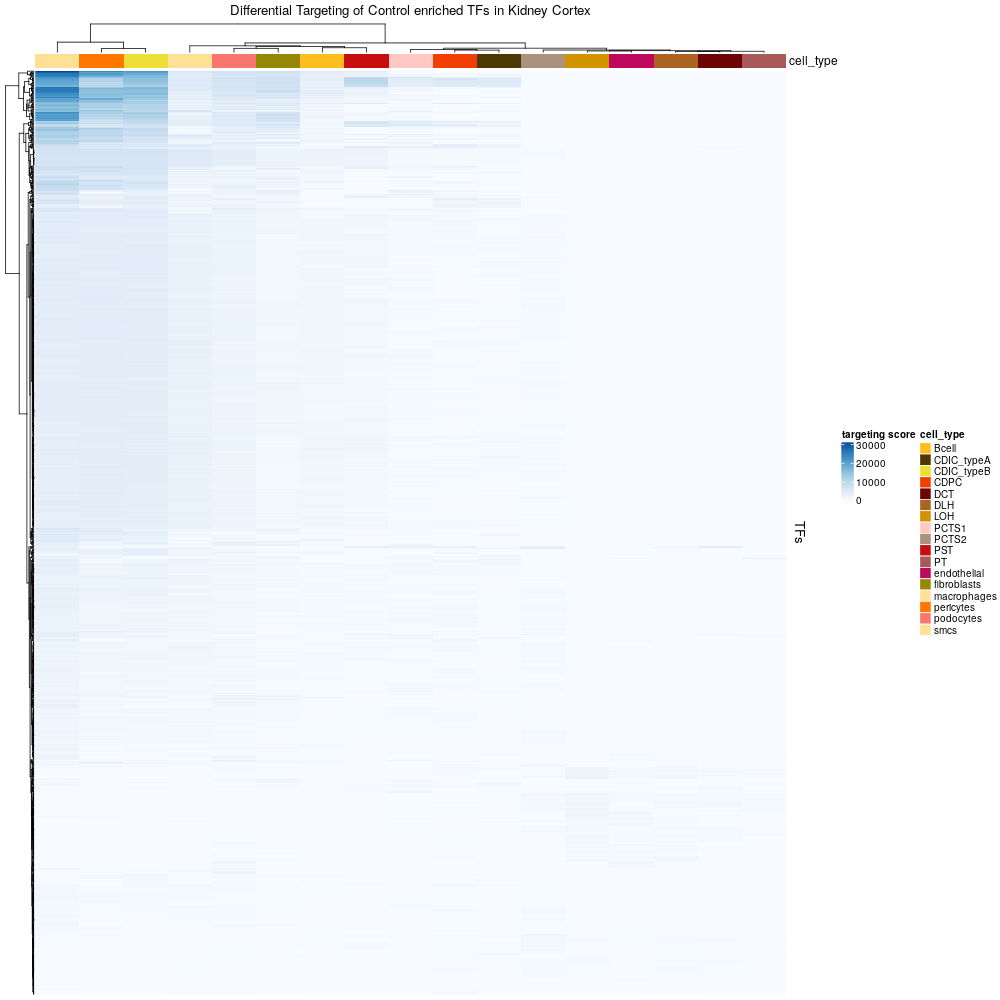 Differential Targeting of Control enriched TFs in Kidney Cortex
cell_type
TFs
targeting score
30000
20000
10000
0
cell_type
Bcell
CDIC_typeA
CDIC_typeB
CDPC
DCT
DLH
LOH
PCTS1
PCTS2
PST
PT
endothelial
fibroblasts
macrophages
pericytes
podocytes
smcs